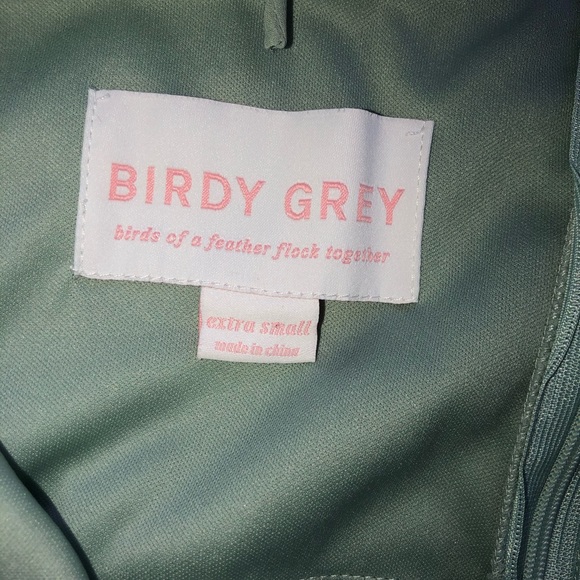 BIRDY GREY
birds of a feather flock together
extra small
made in china